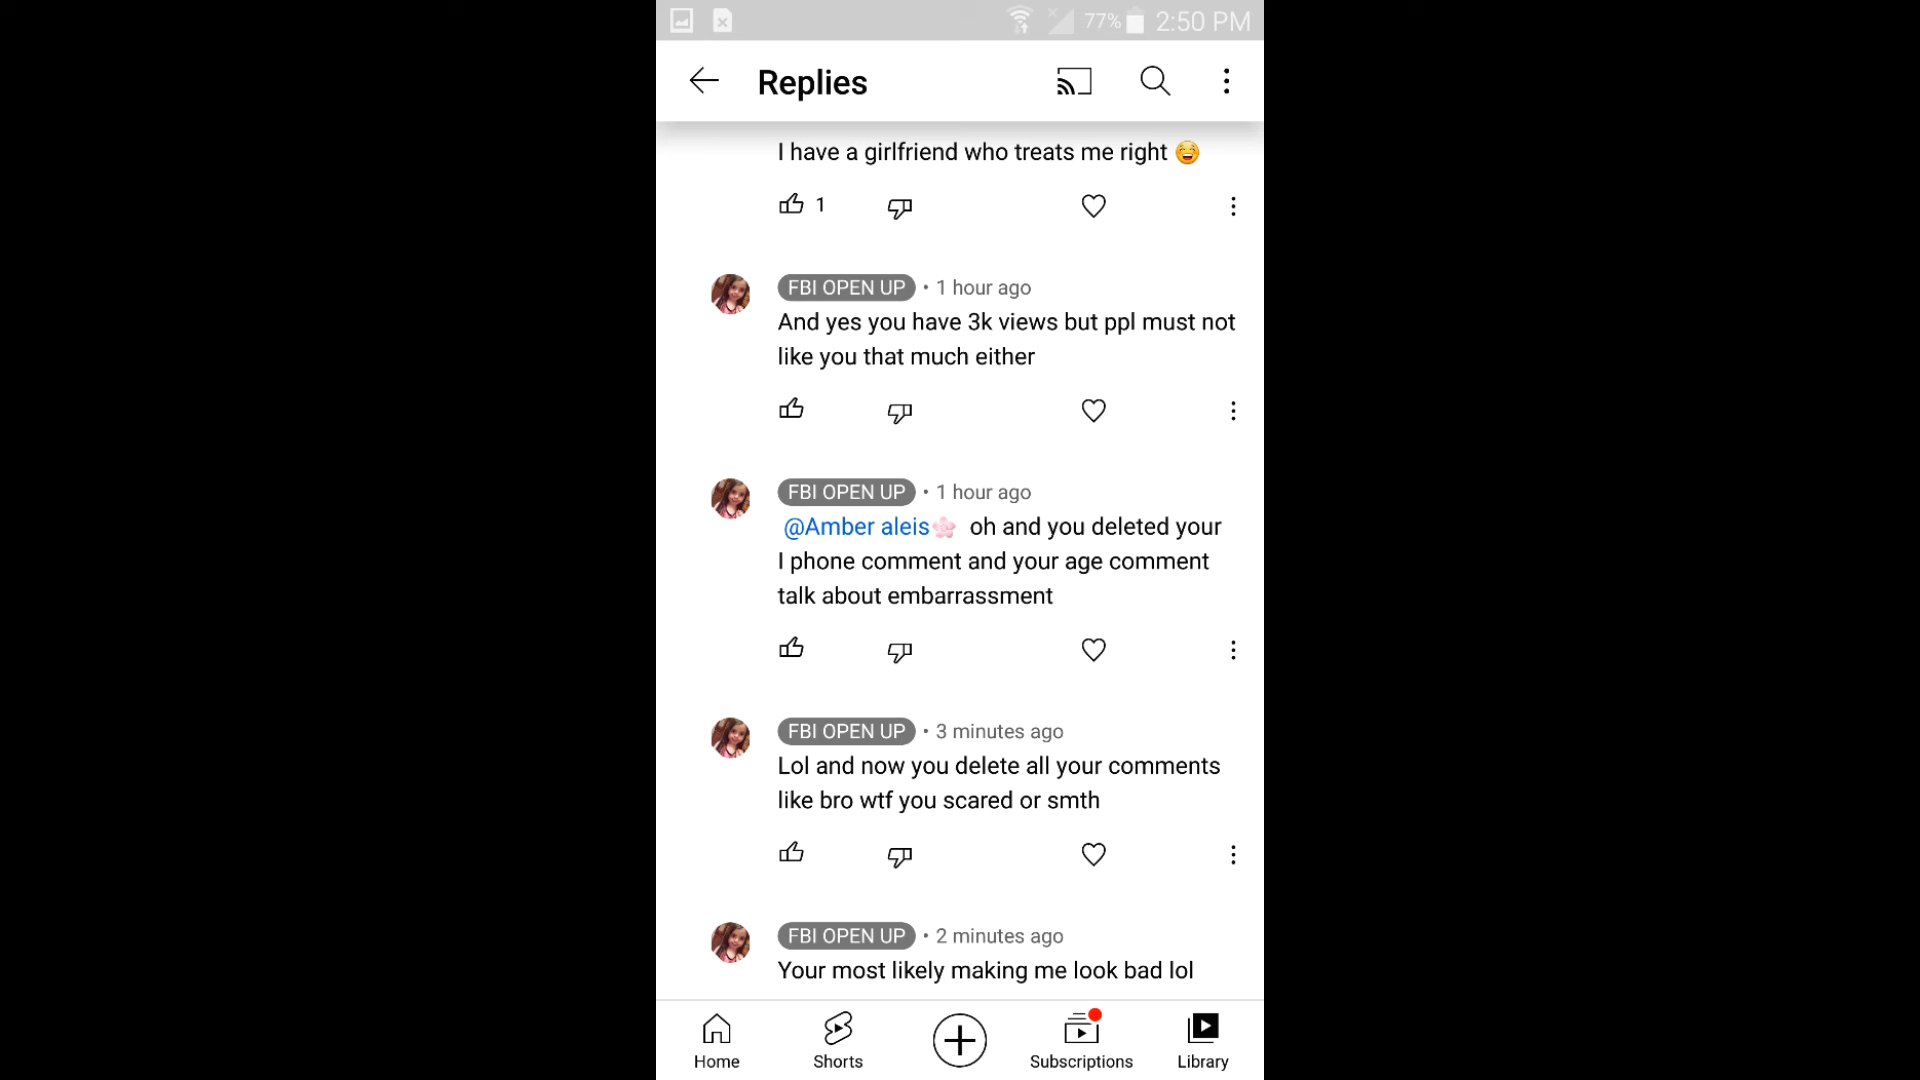 77% 2:50 PM
Replies
I have a girlfriend who treats me right 😁
1
FBI OPEN UP • 1 hour ago
And yes you have 3k views but ppl must not
like you that much either
FBI OPEN UP • 1 hour ago
@Amber aleis🌸 oh and you deleted your
I phone comment and your age comment
talk about embarrassment
FBI OPEN UP • 3 minutes ago
Lol and now you delete all your comments
like bro wtf you scared or smth
FBI OPEN UP • 2 minutes ago
Your most likely making me look bad lol
Home Shorts Subscriptions Library